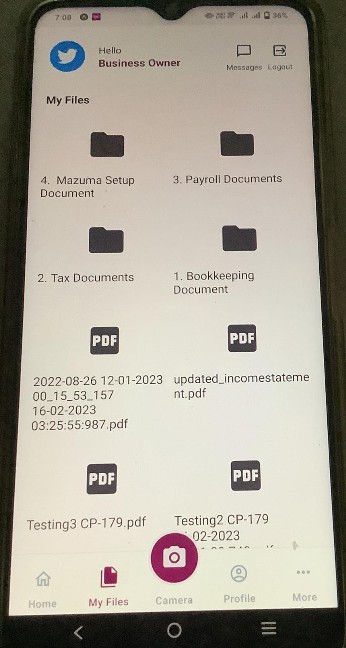 7:08
36%
Hello
Business Owner
Messages Logout
My Files
4. Mazuma Setup
Document
3. Payroll Documents
2. Tax Documents
1. Bookkeeping
Document
PDF
2022-08-26 12-01-2023
00_15_53_157
16-02-2023
03:25:55:987.pdf
PDF
updated_incomestateme
nt.pdf
PDF
Testing3 CP-179.pdf
PDF
Testing2 CP-179
02-2023
Home
My Files
Camera
Profile
More